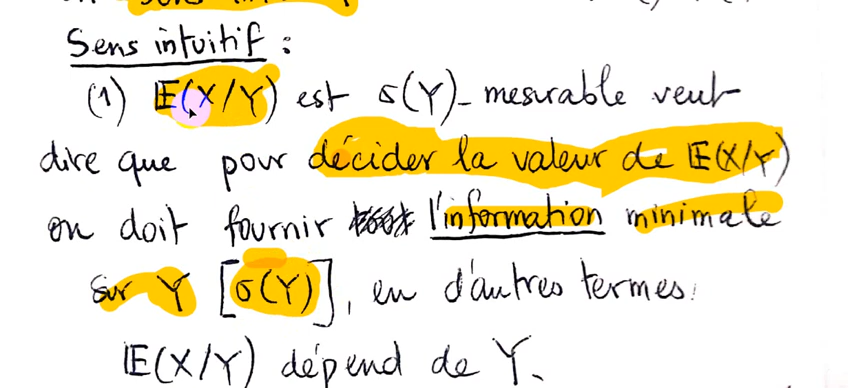 Sens intuitif :
(1) E(X/Y) est σ(Y)_ mesurable veut
dire que pour décider la valeur de E(X/Y)
on doit fournir l'information minimale
sur Y [σ(Y)], en d'autres termes:
E(X/Y) dépend de Y.